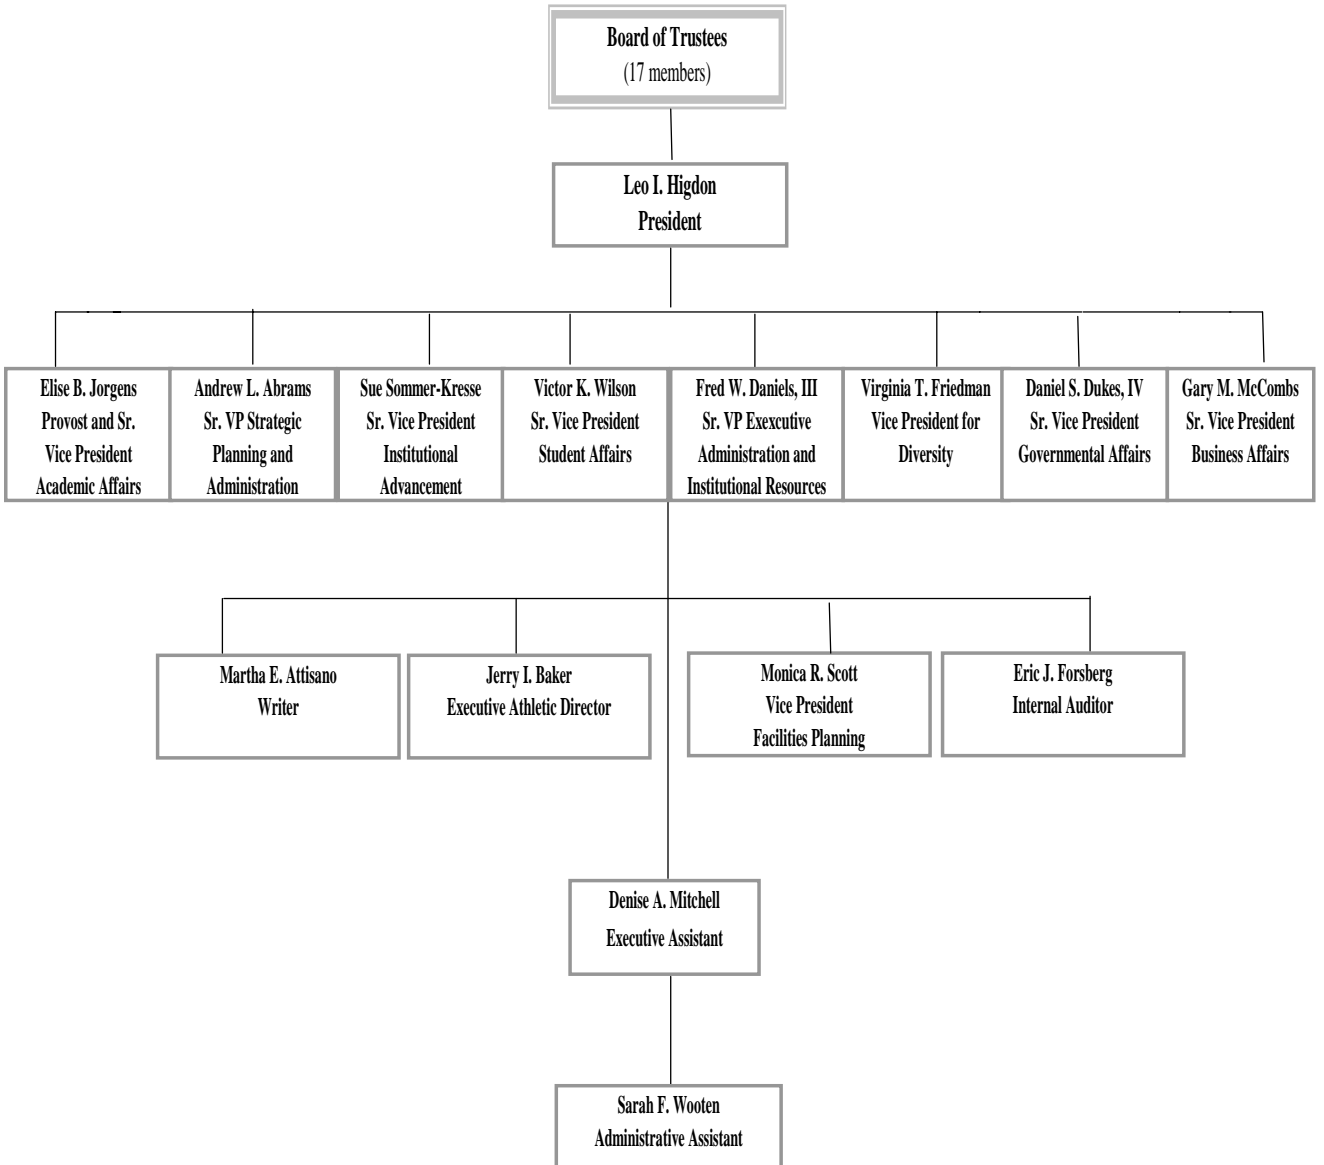 Board of Trustees
(17 members)
Leo I. Higdon
President
Elise B. Jorgens
Provost and Sr.
Vice President
Academic Affairs
Andrew L. Abrams
Sr. VP Strategic
Planning and
Administration
Sue Sommer-Kresse
Sr. Vice President
Institutional
Advancement
Victor K. Wilson
Sr. Vice President
Student Affairs
Fred W. Daniels, III
Sr. VP Exexcutive
Administration and
Institutional Resources
Virginia T. Friedman
Vice President for
Diversity
Daniel S. Dukes, IV
Sr. Vice President
Governmental Affairs
Gary M. McCombs
Sr. Vice President
Business Affairs
Martha E. Attisano
Writer
Jerry I. Baker
Executive Athletic Director
Monica R. Scott
Vice President
Facilities Planning
Eric J. Forsberg
Internal Auditor
Denise A. Mitchell
Executive Assistant
Sarah F. Wooten
Administrative Assistant